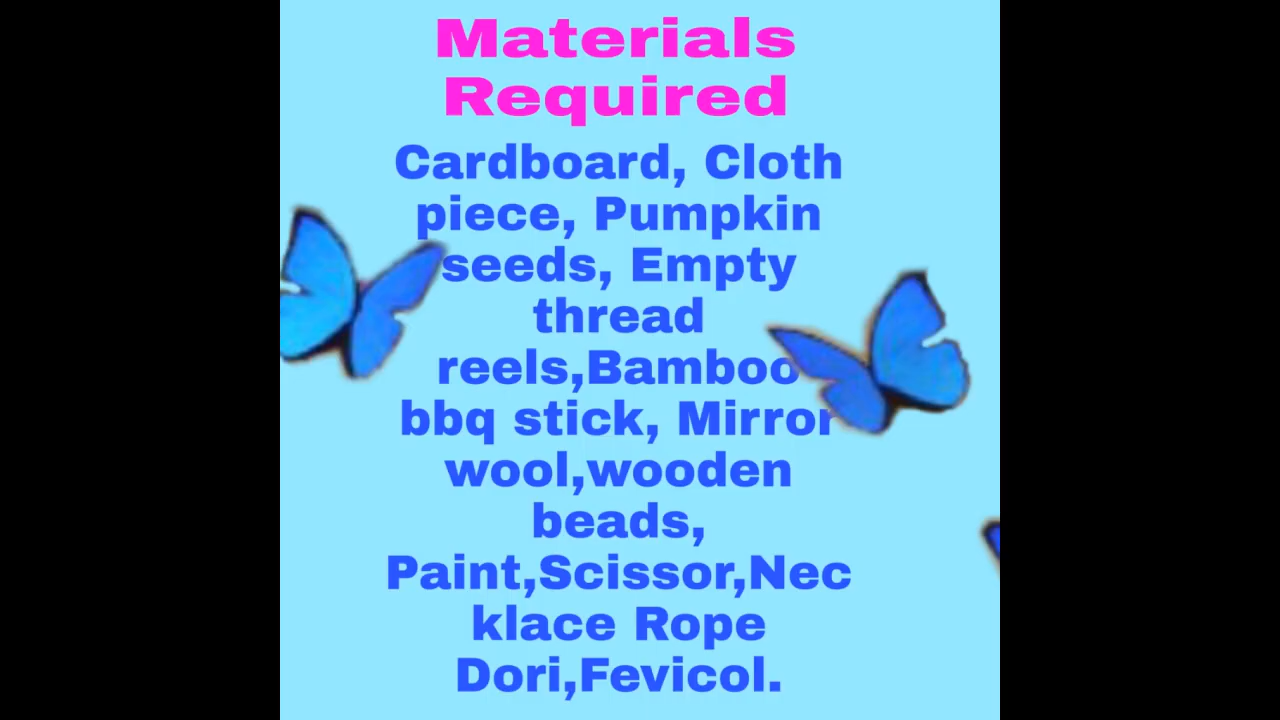 Materials
Required
Cardboard, Cloth
piece, Pumpkin
seeds, Empty
thread
reels,Bamboo
bbq stick, Mirror
wool,wooden
beads,
Paint,Scissor,Nec
klace Rope
Dori,Fevicol.